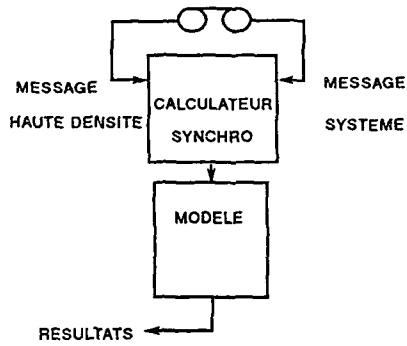 MESSAGE
HAUTE DENSITE
CALCULATEUR
SYNCHRO
MESSAGE
SYSTEME
MODELE
RESULTATS